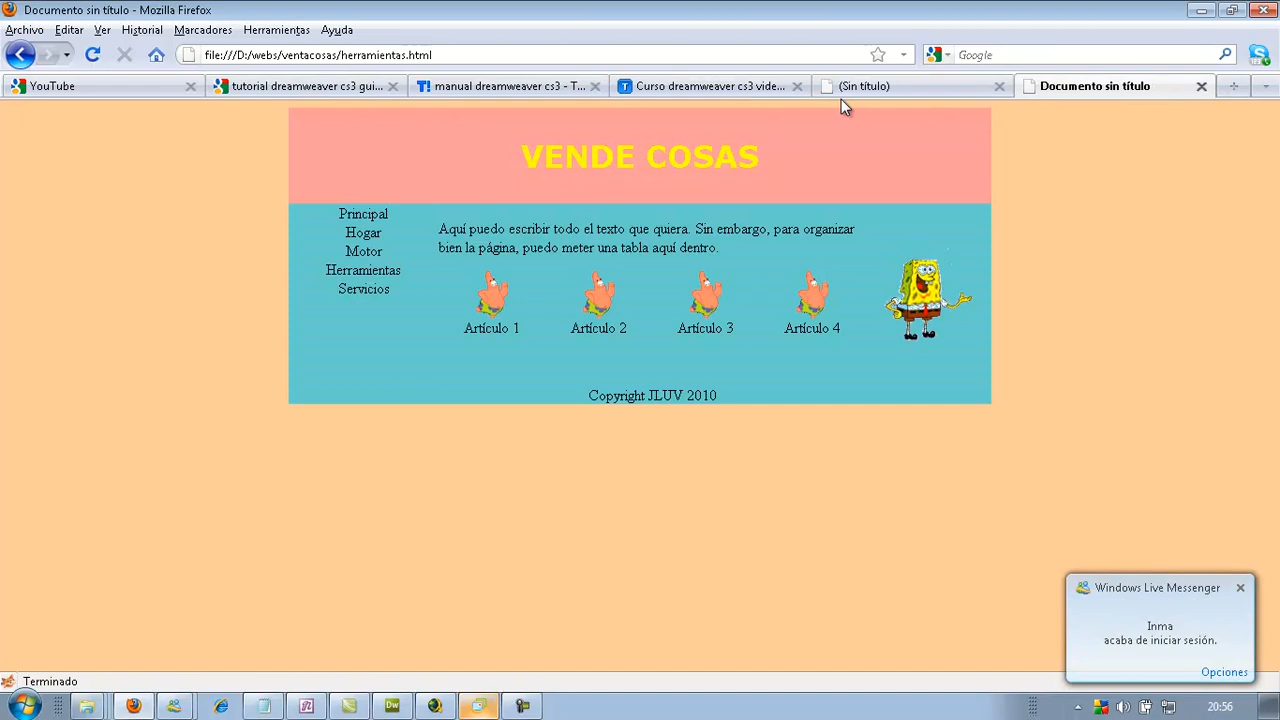 Documento sin título - Mozilla Firefox
Archivo Editar Ver Historial Marcadores Herramientas Ayuda
file:///D:/webs/ventacosas/herramientas.html
Google
YouTube
tutorial dreamweaver cs3 gui...
manual dreamweaver cs3 - T...
Curso dreamweaver cs3 vide...
(Sin título)
Documento sin título
VENDE COSAS
Principal
Hogar
Motor
Herramientas
Servicios
Aquí puedo escribir todo el texto que quiera. Sin embargo, para organizar
bien la página, puedo meter una tabla aquí dentro.
Artículo 1 Artículo 2 Artículo 3 Artículo 4
Copyright JLUV 2010
Windows Live Messenger
Inma
acaba de iniciar sesión.
Opciones
Terminado
20:56